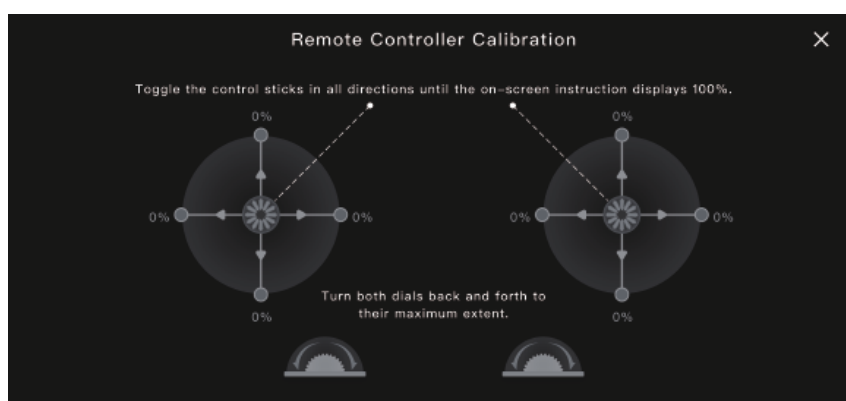 Remote Controller Calibration
Toggle the control sticks in all directions until the on-screen instruction displays 100%.
0%
0%
0%
0%
0%
0%
0%
0%
Turn both dials back and forth to
their maximum extent.